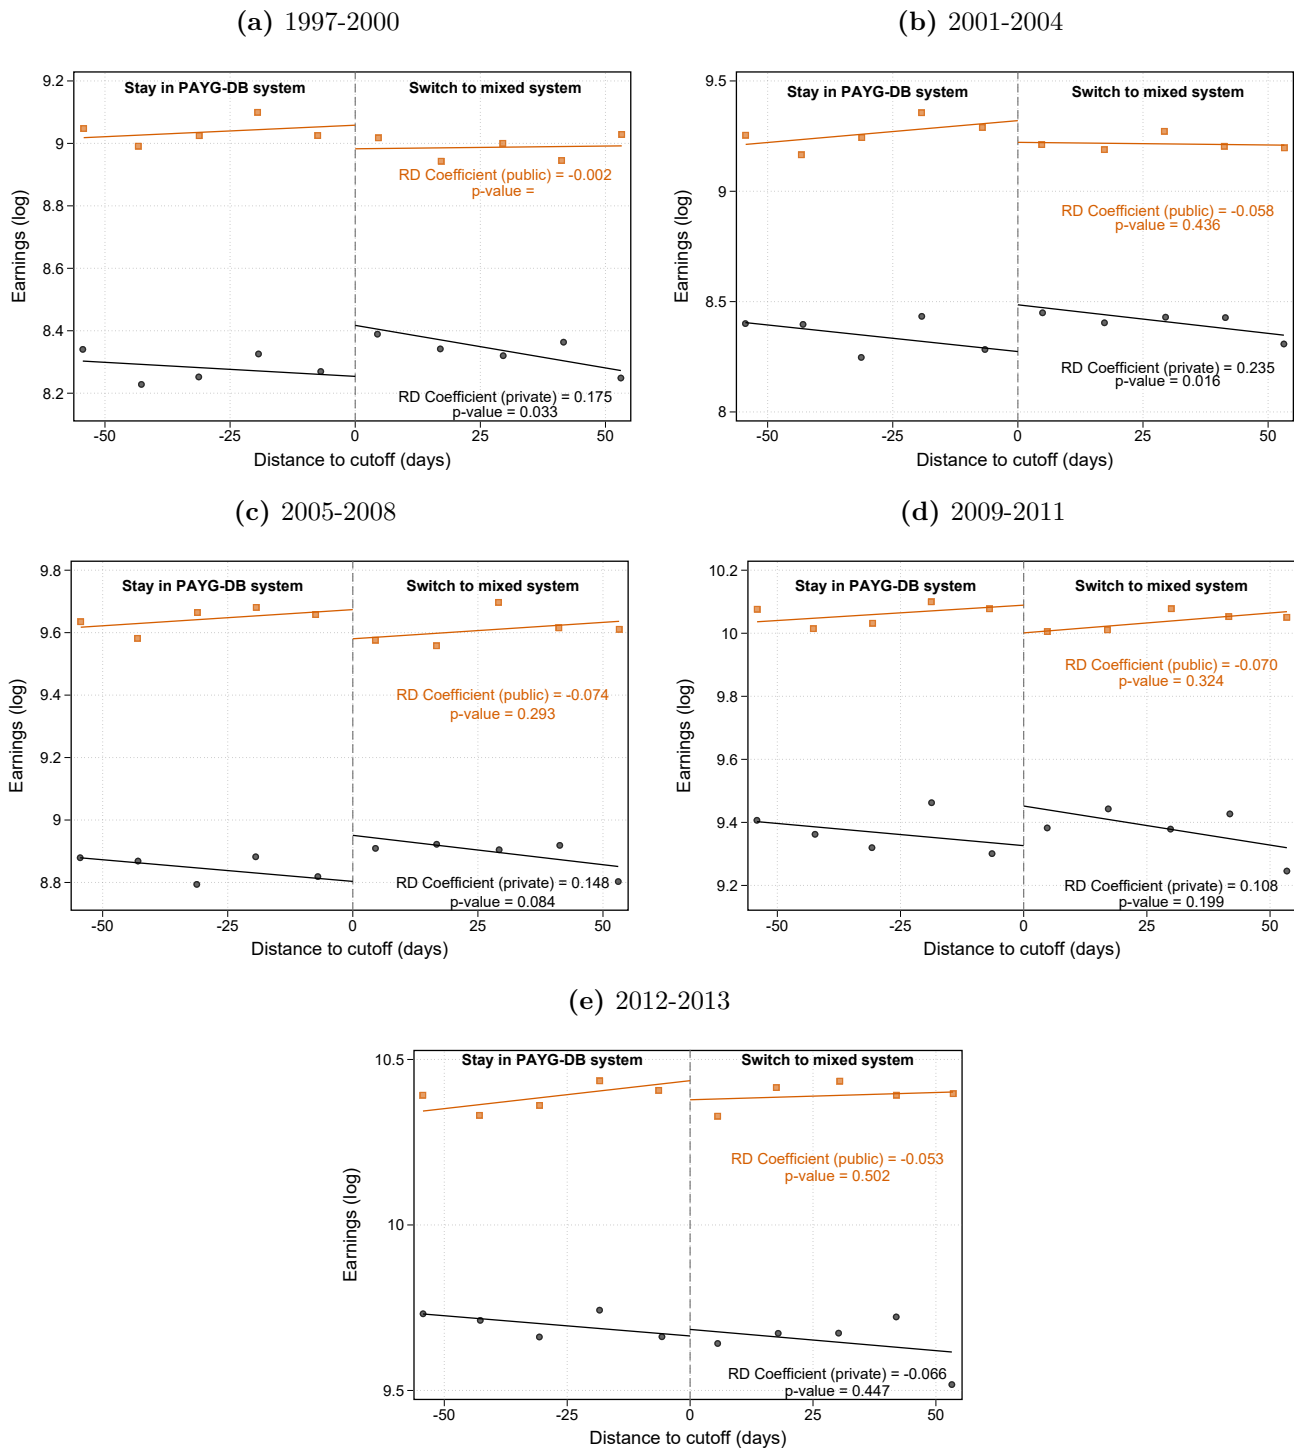 (a) 1997-2000
Earnings (log)
9.2
9
8.8
8.6
8.4
8.2
Stay in PAYG-DB system
Switch to mixed system
RD Coefficient (public) = -0.002
p-value =
RD Coefficient (private) = 0.175
p-value = 0.033
-50 -25 0 25 50
Distance to cutoff (days)
(b) 2001-2004
Earnings (log)
9.5
9
8.5
8
Stay in PAYG-DB system
Switch to mixed system
RD Coefficient (public) = -0.058
p-value = 0.436
RD Coefficient (private) = 0.235
p-value = 0.016
-50 -25 0 25 50
Distance to cutoff (days)
(c) 2005-2008
Earnings (log)
9.8
9.6
9.4
9.2
9
8.8
Stay in PAYG-DB system
Switch to mixed system
RD Coefficient (public) = -0.074
p-value = 0.293
RD Coefficient (private) = 0.148
p-value = 0.084
-50 -25 0 25 50
Distance to cutoff (days)
(d) 2009-2011
Earnings (log)
10.2
10
9.8
9.6
9.4
9.2
Stay in PAYG-DB system
Switch to mixed system
RD Coefficient (public) = -0.070
p-value = 0.324
RD Coefficient (private) = 0.108
p-value = 0.199
-50 -25 0 25 50
Distance to cutoff (days)
(e) 2012-2013
Earnings (log)
10.5
10
9.5
Stay in PAYG-DB system
Switch to mixed system
RD Coefficient (public) = -0.053
p-value = 0.502
RD Coefficient (private) = -0.066
p-value = 0.447
-50 -25 0 25 50
Distance to cutoff (days)